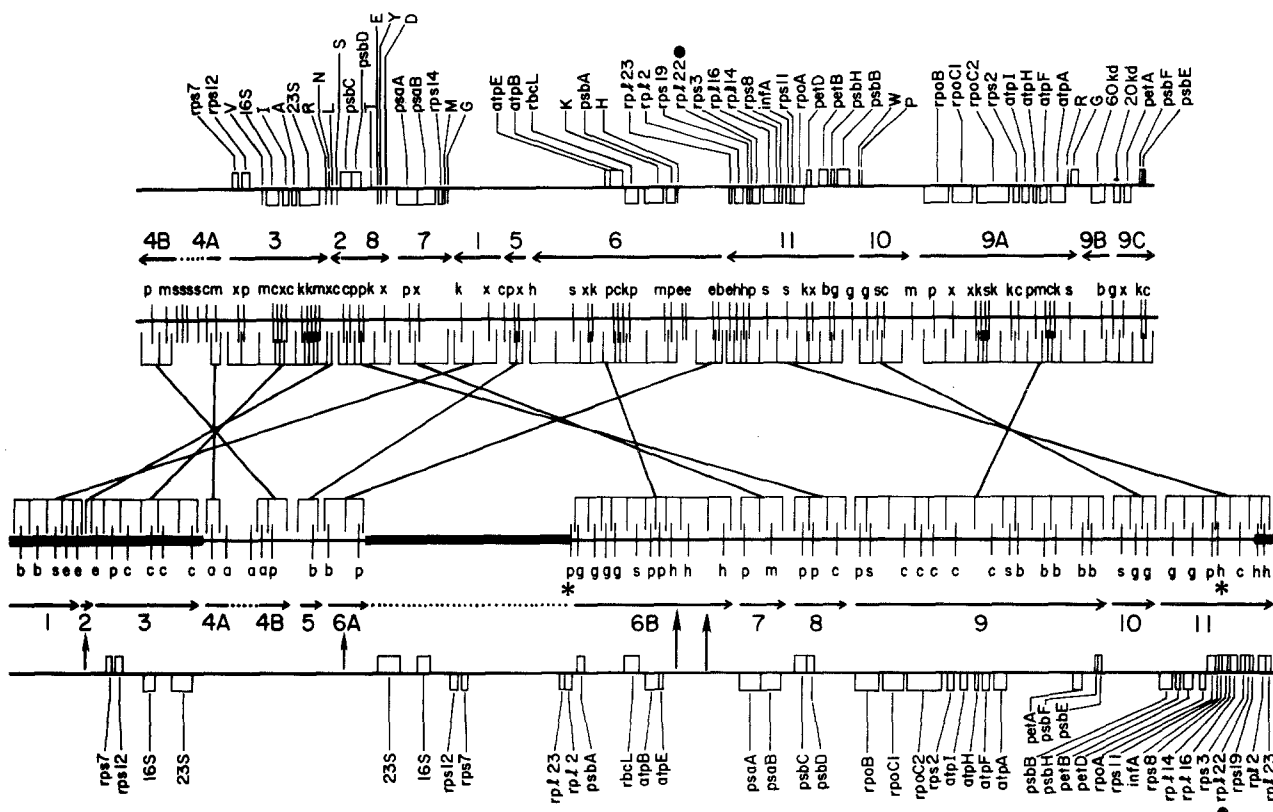 rps7 rps12 V 16S I A 23S R N L S psbC psbD T E Y D psaA psaB rps14 M G atpE atpB rbcL K psbA H rpl23 rpl2 rps19 rpl22● rps3 rpl16 rpl14 rps8 infA rps11 rpoA petD petB psbH psbB W P rpoB rpoC1 rpoC2 rps2 atpI atpH atpF atpA R G 60kd 20kd petA psbF psbE
4B 4A 3 2 8 7 1 5 6 11 10 9A 9B 9C
p m s s s s c m x p m c x c k k m x c c p p k x p x k x c p x h s x k p c k p m p e e e b e h h p s s k x b g g g s c m p x x k s k k c p m c k s b g x k c
b b s e e e e p c c c c a a a a p b b p p g g g g s p p h h h p m p p c p s c c c c c s b b b b b s g g g g p h c h h
* *
1 2 3 4A 4B 5 6A 6B 7 8 9 10 11
rps7 rps12 16S 23S 23S 16S rps12 rps7 rpl23 rpl2 psbA rbcL atpB atpE psaA psaB psbC psbD rpoB rpoC1 rpoC2 rps2 atpI atpH atpF atpA petA psbF psbE psbB psbH petB petD rpoA rps11 infA rps8 rpl14 rpl16 rps3 ●rpl22 rps19 rpl2 rpl23